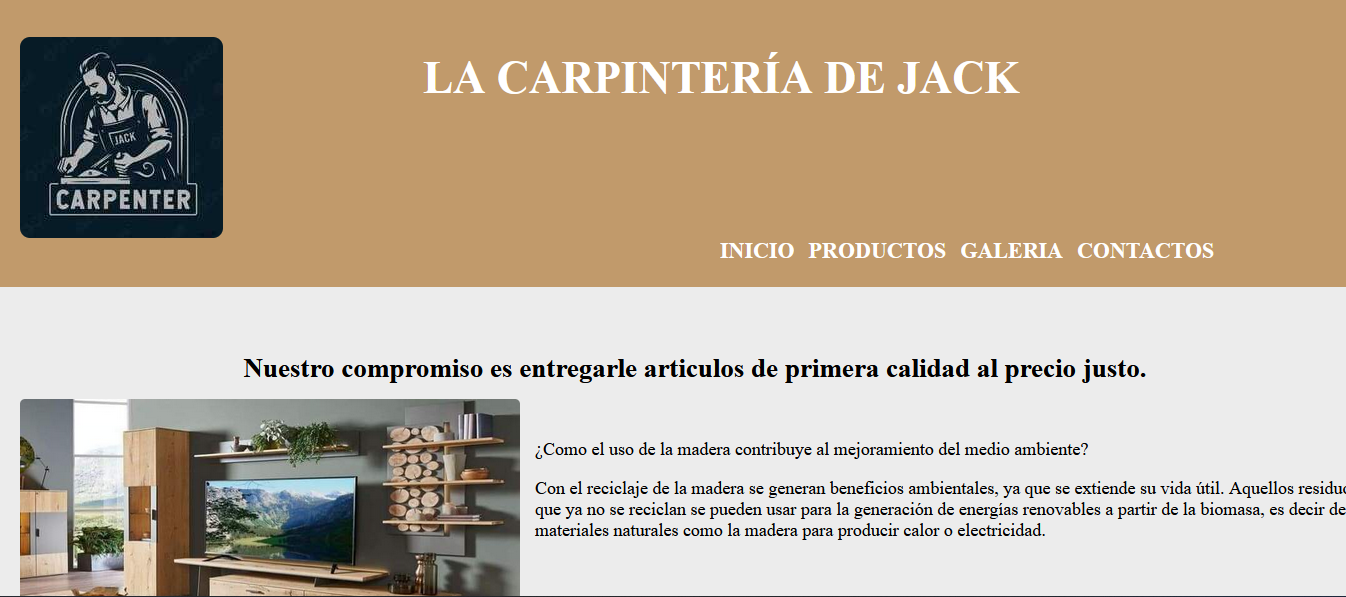 JACK
CARPENTER
LA CARPINTERÍA DE JACK
INICIO PRODUCTOS GALERIA CONTACTOS
Nuestro compromiso es entregarle articulos de primera calidad al precio justo.
¿Como el uso de la madera contribuye al mejoramiento del medio ambiente?
Con el reciclaje de la madera se generan beneficios ambientales, ya que se extiende su vida útil. Aquellos
que ya no se reciclan se pueden usar para la generación de energías renovables a partir de la biomasa, es decir de
materiales naturales como la madera para producir calor o electricidad.